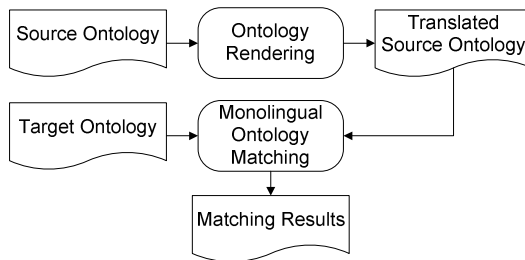 Source Ontology
Ontology
Rendering
Translated
Source Ontology
Target Ontology
Monolingual
Ontology
Matching
Matching Results